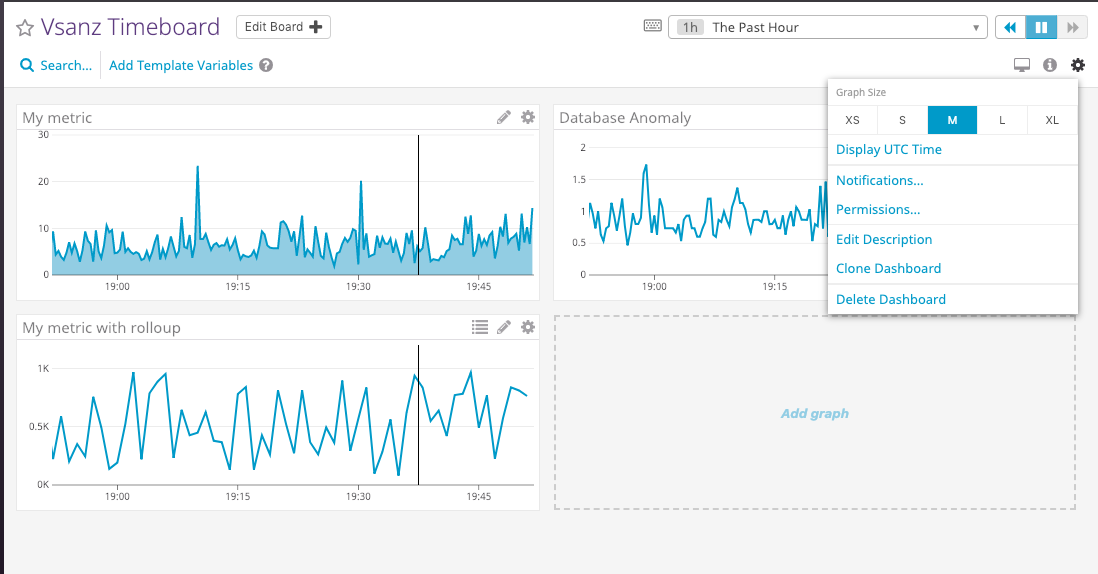 Vsanz Timeboard
Edit Board
1h The Past Hour
Search...
Add Template Variables
Graph Size
XS S M L XL
Display UTC Time
Notifications...
Permissions...
Edit Description
Clone Dashboard
Delete Dashboard
My metric
30
20
10
0
19:00 19:15 19:30 19:45
Database Anomaly
2
1.5
1
0.5
0
19:00 19:15
My metric with rollup
1K
0.5K
0K
19:00 19:15 19:30 19:45
Add graph